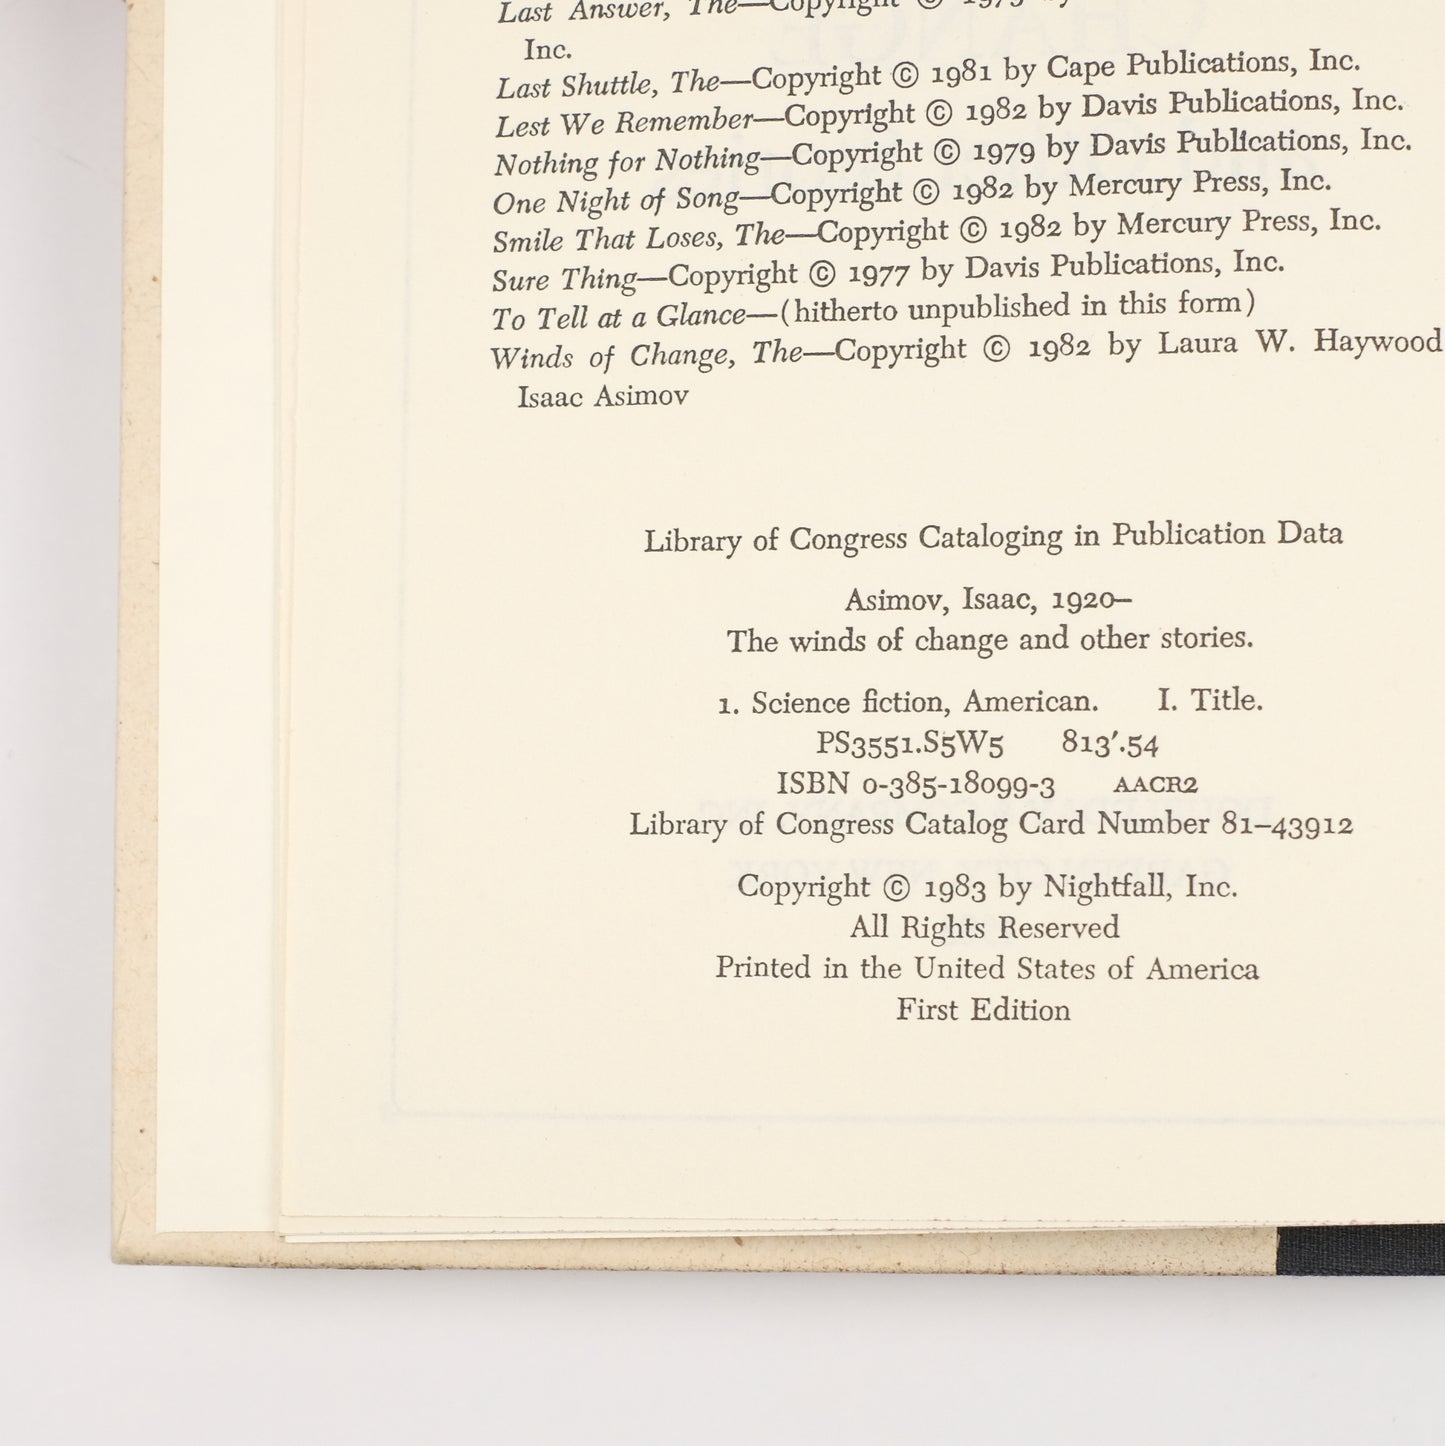 Last Answer, The—Copyright © 1979 by
Inc.
Last Shuttle, The—Copyright © 1981 by Cape Publications, Inc.
Lest We Remember—Copyright © 1982 by Davis Publications, Inc.
Nothing for Nothing—Copyright © 1979 by Davis Publications, Inc.
One Night of Song—Copyright © 1982 by Mercury Press, Inc.
Smile That Loses, The—Copyright © 1982 by Mercury Press, Inc.
Sure Thing—Copyright © 1977 by Davis Publications, Inc.
To Tell at a Glance—(hitherto unpublished in this form)
Winds of Change, The—Copyright © 1982 by Laura W. Haywood
Isaac Asimov
Library of Congress Cataloging in Publication Data
Asimov, Isaac, 1920–
The winds of change and other stories.
1. Science fiction, American. I. Title.
PS3551.S5W5 813′.54
ISBN 0-385-18099-3 AACR2
Library of Congress Catalog Card Number 81–43912
Copyright © 1983 by Nightfall, Inc.
All Rights Reserved
Printed in the United States of America
First Edition